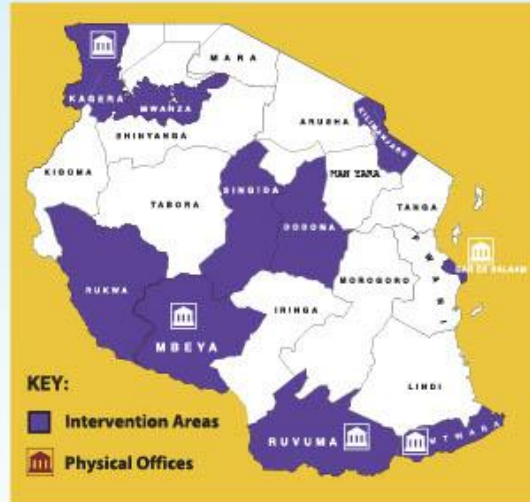 MARA
KAGERA
MWANZA
SHINYANGA
ARUSHA
KILIMANJARO
KIGOMA
SINGIDA
MANYARA
TABORA
DODOMA
TANGA
PWANI
DAR ES SALAAM
RUKWA
MOROGORO
IRINGA
MBEYA
LINDI
RUVUMA
MTWARA
KEY:
Intervention Areas
Physical Offices